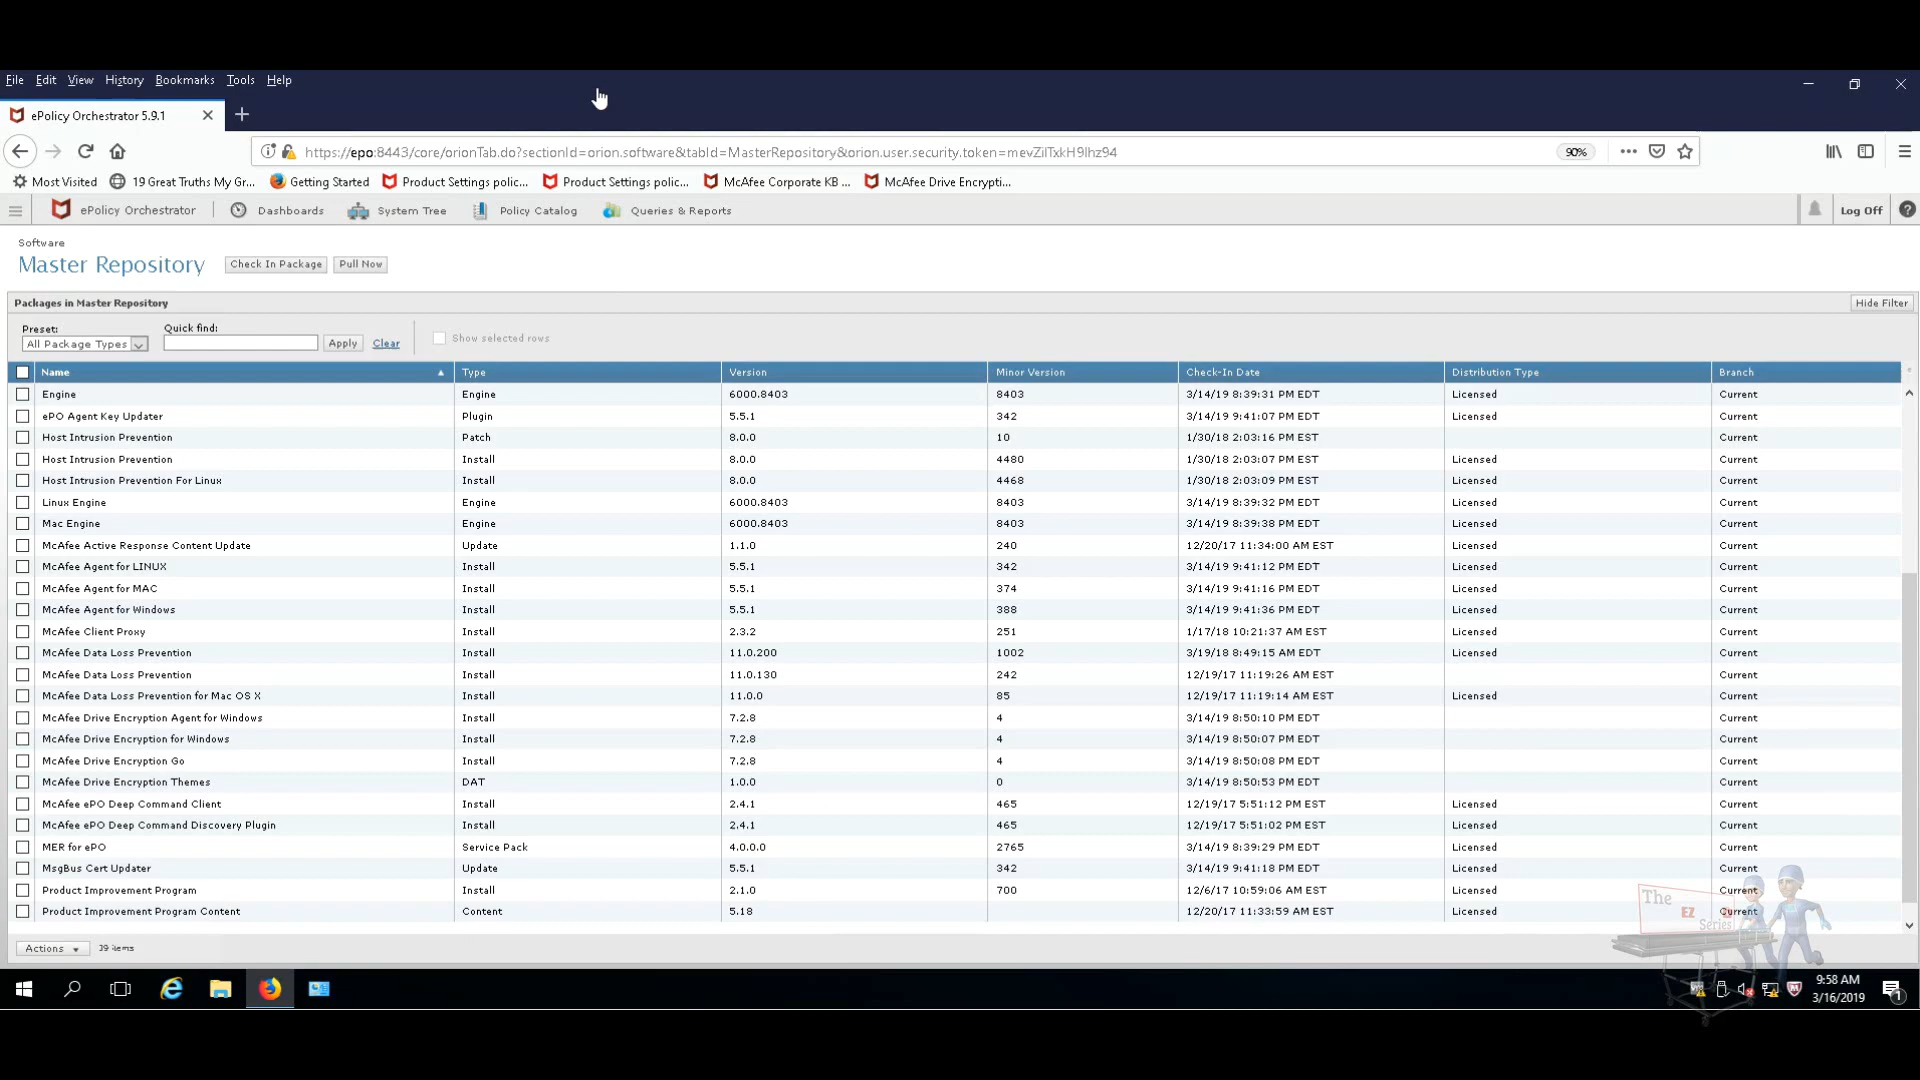 File Edit View History Bookmarks Tools Help
ePolicy Orchestrator 5.9.1
https://epo:8443/core/orionTab.do?sectionId=orion.software&tabId=MasterRepository&orion.user.security.token=mevZilTxkH9lhz94 90%
Most Visited 19 Great Truths My Gr... Getting Started Product Settings polic... Product Settings polic... McAfee Corporate KB ... McAfee Drive Encrypti...
ePolicy Orchestrator Dashboards System Tree Policy Catalog Queries & Reports Log Off ?
Software
Master Repository Check In Package Pull Now
Packages in Master Repository Hide Filter
Preset: Quick find:
All Package Types Apply Clear Show selected rows
Name Type Version Minor Version Check-In Date Distribution Type Branch
Engine Engine 6000.8403 8403 3/14/19 8:39:31 PM EDT Licensed Current
ePO Agent Key Updater Plugin 5.5.1 342 3/14/19 9:41:07 PM EDT Licensed Current
Host Intrusion Prevention Patch 8.0.0 10 1/30/18 2:03:16 PM EST Current
Host Intrusion Prevention Install 8.0.0 4480 1/30/18 2:03:07 PM EST Licensed Current
Host Intrusion Prevention For Linux Install 8.0.0 4468 1/30/18 2:03:09 PM EST Licensed Current
Linux Engine Engine 6000.8403 8403 3/14/19 8:39:32 PM EDT Licensed Current
Mac Engine Engine 6000.8403 8403 3/14/19 8:39:38 PM EDT Licensed Current
McAfee Active Response Content Update Update 1.1.0 240 12/20/17 11:34:00 AM EST Licensed Current
McAfee Agent for LINUX Install 5.5.1 342 3/14/19 9:41:12 PM EDT Licensed Current
McAfee Agent for MAC Install 5.5.1 374 3/14/19 9:41:16 PM EDT Licensed Current
McAfee Agent for Windows Install 5.5.1 388 3/14/19 9:41:36 PM EDT Licensed Current
McAfee Client Proxy Install 2.3.2 251 1/17/18 10:21:37 AM EST Licensed Current
McAfee Data Loss Prevention Install 11.0.200 1002 3/19/18 8:49:15 AM EDT Licensed Current
McAfee Data Loss Prevention Install 11.0.130 242 12/19/17 11:19:26 AM EST Current
McAfee Data Loss Prevention for Mac OS X Install 11.0.0 85 12/19/17 11:19:14 AM EST Licensed Current
McAfee Drive Encryption Agent for Windows Install 7.2.8 4 3/14/19 8:50:10 PM EDT Current
McAfee Drive Encryption for Windows Install 7.2.8 4 3/14/19 8:50:07 PM EDT Current
McAfee Drive Encryption Go Install 7.2.8 4 3/14/19 8:50:08 PM EDT Current
McAfee Drive Encryption Themes DAT 1.0.0 0 3/14/19 8:50:53 PM EDT Current
McAfee ePO Deep Command Client Install 2.4.1 465 12/19/17 5:51:12 PM EST Licensed Current
McAfee ePO Deep Command Discovery Plugin Install 2.4.1 465 12/19/17 5:51:02 PM EST Licensed Current
MER for ePO Service Pack 4.0.0.0 2765 3/14/19 8:39:29 PM EDT Licensed Current
MsgBus Cert Updater Update 5.5.1 342 3/14/19 9:41:18 PM EDT Licensed Current
Product Improvement Program Install 2.1.0 700 12/6/17 10:59:06 AM EST Licensed Current
Product Improvement Program Content Content 5.18 12/20/17 11:33:59 AM EST Licensed Current
The EZ Series
Actions 39 items
9:58 AM
3/16/2019
1